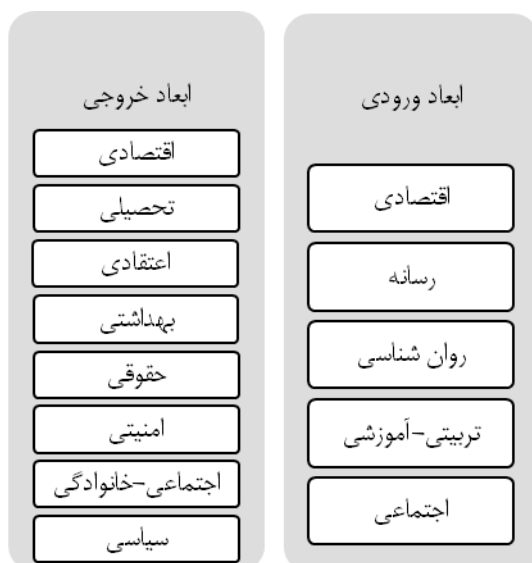 ابعاد ورودی
اقتصادی
رسانه
روان شناسی
تربیتی-آموزشی
اجتماعی
ابعاد خروجی
اقتصادی
تحصیلی
اعتقادی
بهداشتی
حقوقی
امنیتی
اجتماعی-خانوادگی
سیاسی